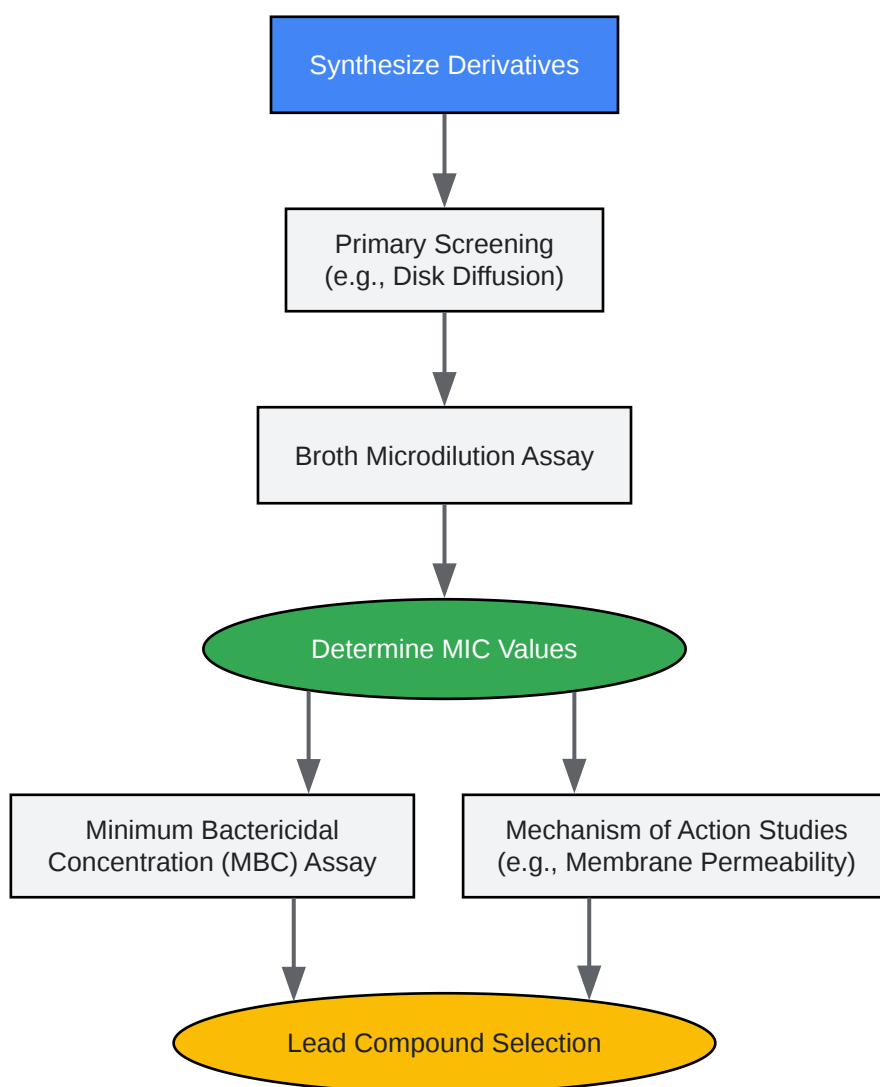 Synthesize Derivatives
Primary Screening
(e.g., Disk Diffusion)
Broth Microdilution Assay
Determine MIC Values
Minimum Bactericidal
Concentration (MBC) Assay
Mechanism of Action Studies
(e.g., Membrane Permeability)
Lead Compound Selection